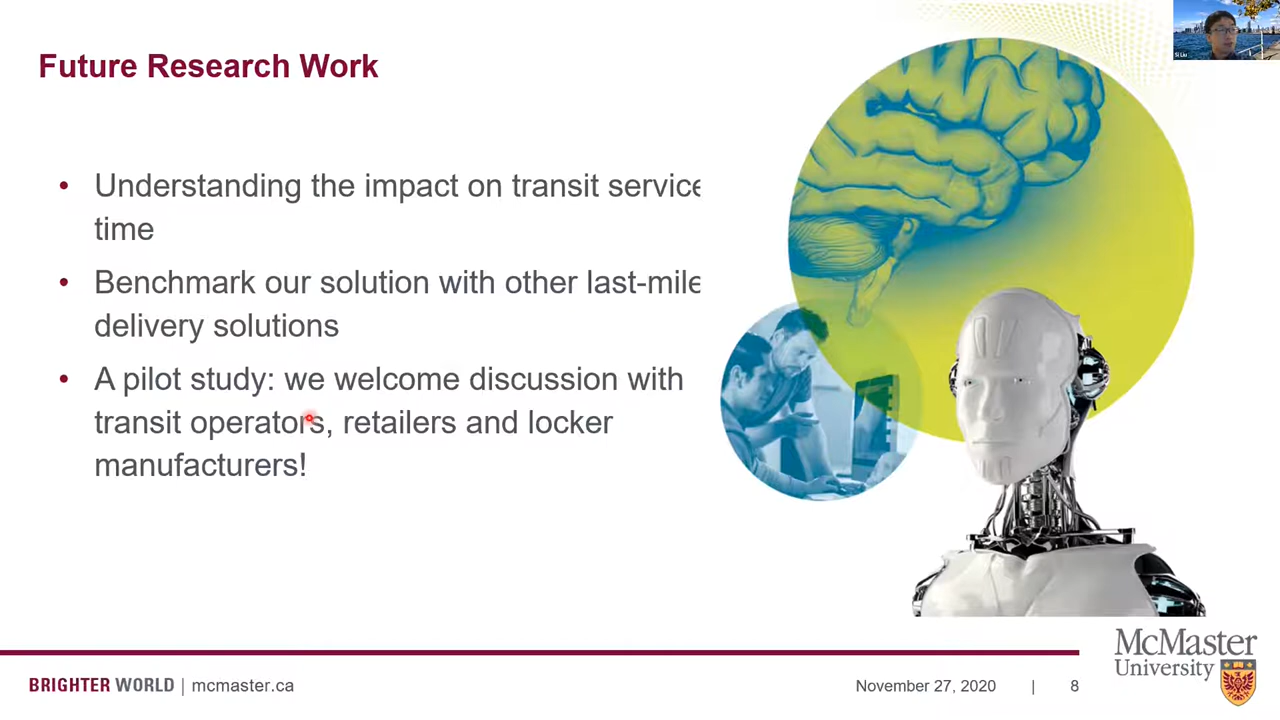 Future Research Work
• Understanding the impact on transit service
time
• Benchmark our solution with other last-mile
delivery solutions
• A pilot study: we welcome discussion with
transit operators, retailers and locker
manufacturers!
Si Liu
BRIGHTER WORLD | mcmaster.ca
November 27, 2020 | 8
McMaster
University